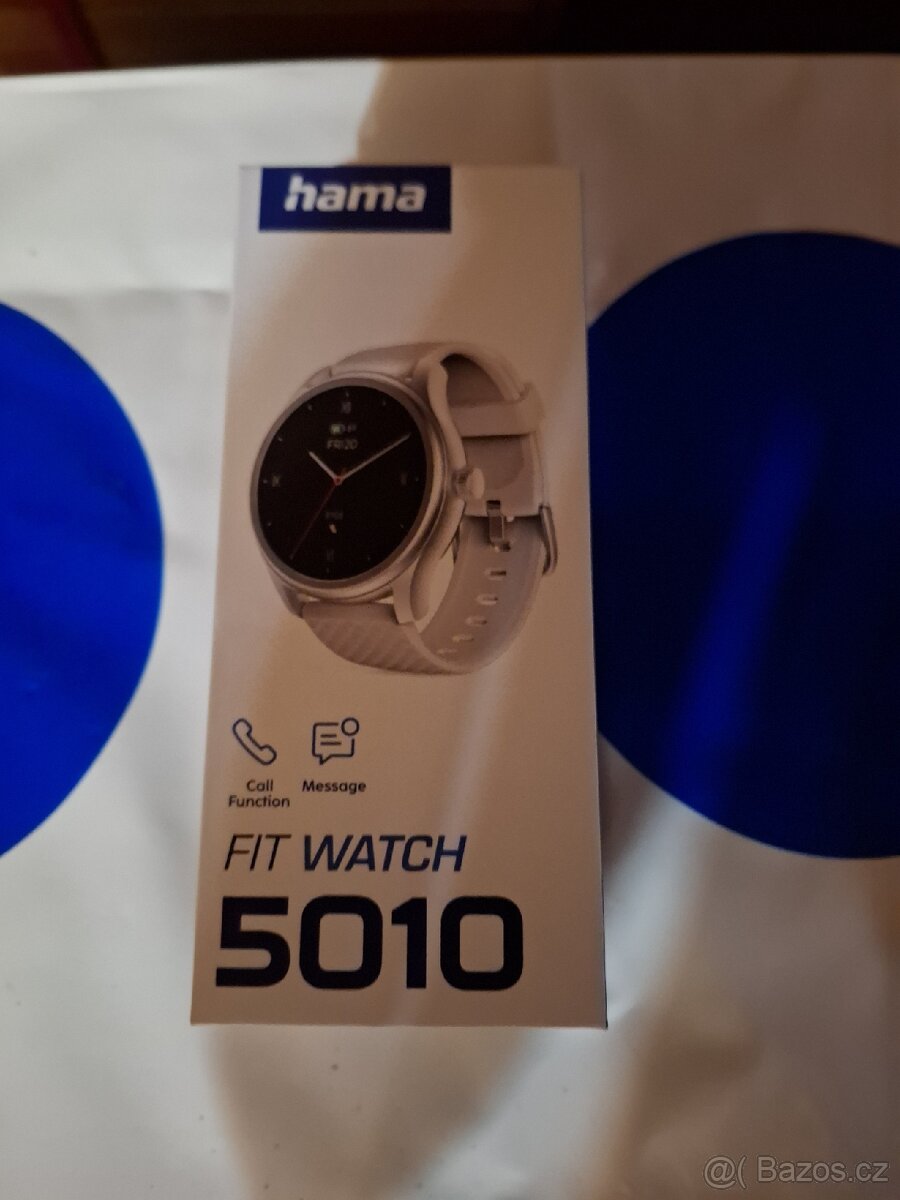 hama
FRI20
Call
Function
Message
FIT WATCH
5010
@( Bazos.cz